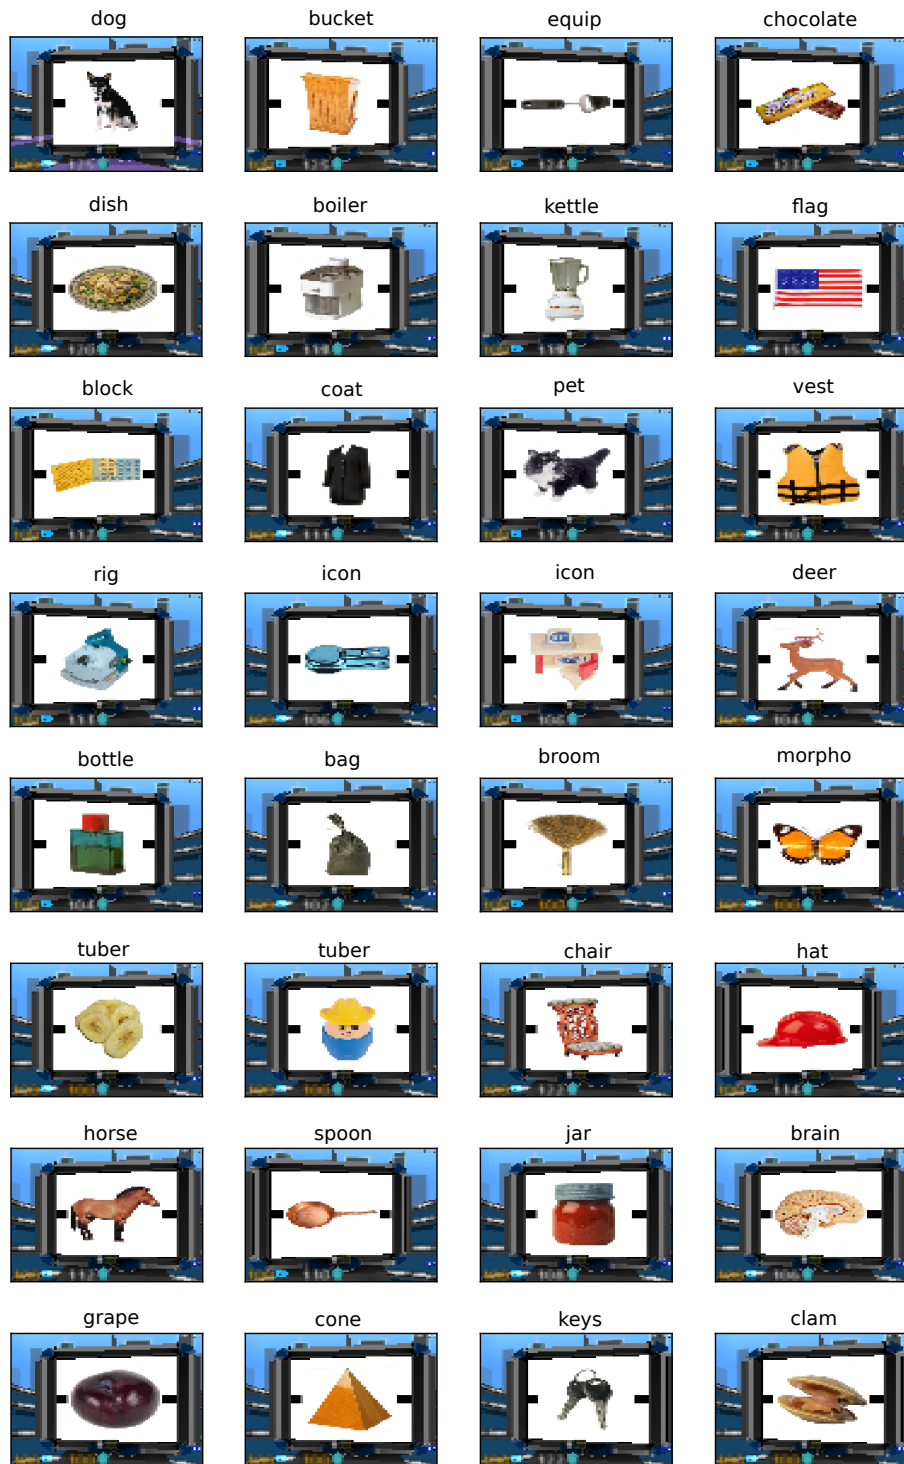 dog bucket equip chocolate
dish boiler kettle flag
block coat pet vest
rig icon icon deer
bottle bag broom morpho
tuber tuber chair hat
horse spoon jar brain
grape cone keys clam